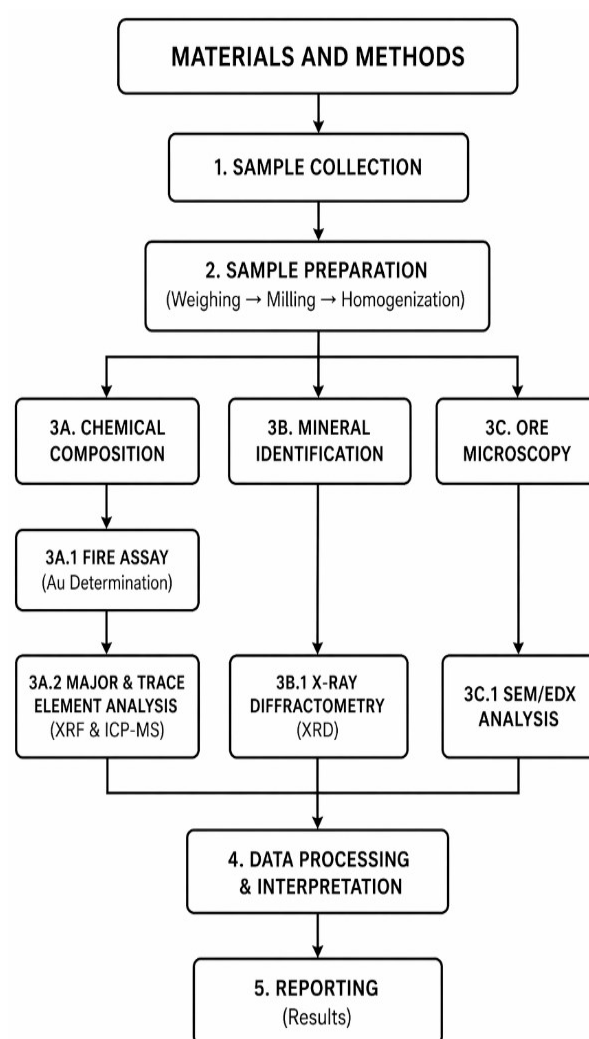 MATERIALS AND METHODS
1. SAMPLE COLLECTION
2. SAMPLE PREPARATION
(Weighing → Milling → Homogenization)
3A. CHEMICAL
COMPOSITION
3B. MINERAL
IDENTIFICATION
3C. ORE
MICROSCOPY
3A.1 FIRE ASSAY
(Au Determination)
3A.2 MAJOR & TRACE
ELEMENT ANALYSIS
(XRF & ICP-MS)
3B.1 X-RAY
DIFFRACTOMETRY
(XRD)
3C.1 SEM/EDX
ANALYSIS
4. DATA PROCESSING
& INTERPRETATION
5. REPORTING
(Results)